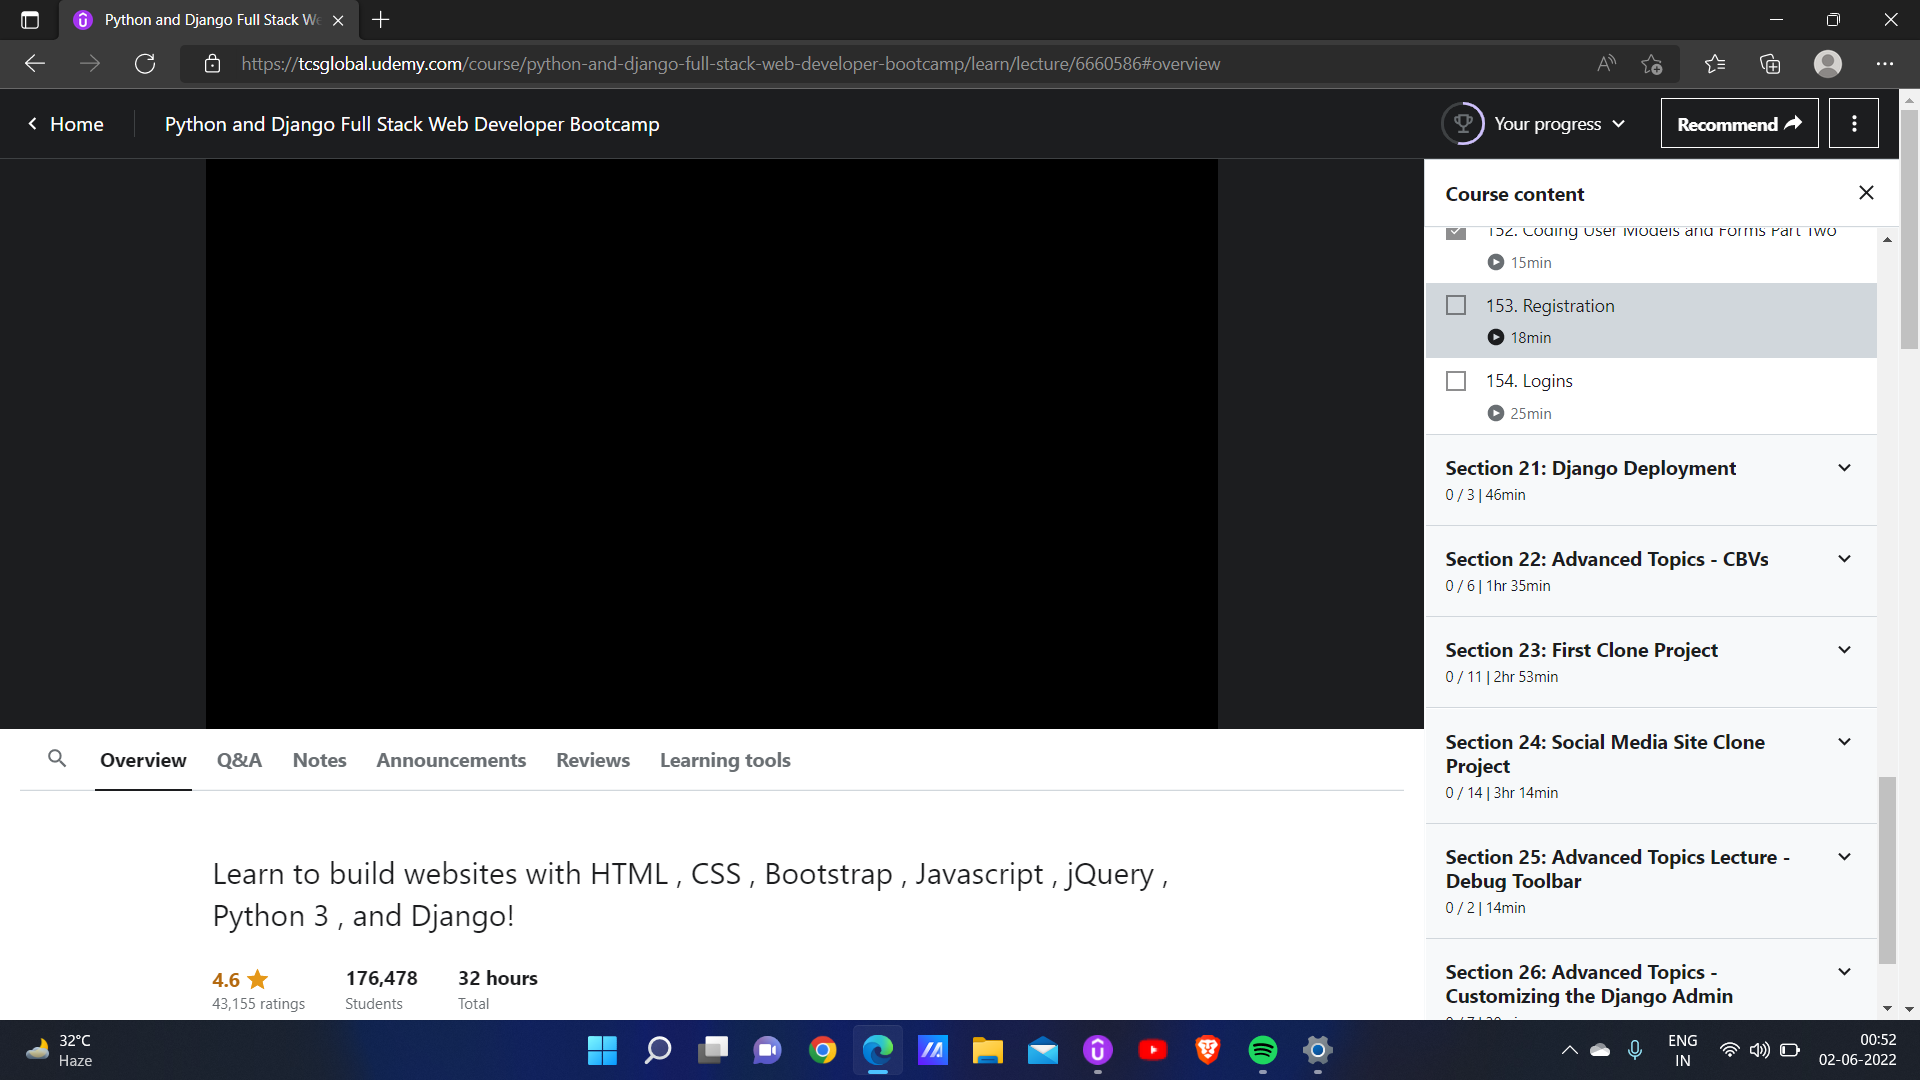 Python and Django Full Stack We
https://tcsglobal.udemy.com/course/python-and-django-full-stack-web-developer-bootcamp/learn/lecture/6660586#overview
Home
Python and Django Full Stack Web Developer Bootcamp
Your progress
Recommend
Course content
152. Coding User Models and Forms Part Two
15min
153. Registration
18min
154. Logins
25min
Section 21: Django Deployment
0 / 3 | 46min
Section 22: Advanced Topics - CBVs
0 / 6 | 1hr 35min
Section 23: First Clone Project
0 / 11 | 2hr 53min
Section 24: Social Media Site Clone
Project
0 / 14 | 3hr 14min
Section 25: Advanced Topics Lecture -
Debug Toolbar
0 / 2 | 14min
Section 26: Advanced Topics -
Customizing the Django Admin
Overview
Q&A
Notes
Announcements
Reviews
Learning tools
Learn to build websites with HTML , CSS , Bootstrap , Javascript , jQuery ,
Python 3 , and Django!
4.6
176,478
32 hours
43,155 ratings
Students
Total
32°C
Haze
ENG
IN
00:52
02-06-2022